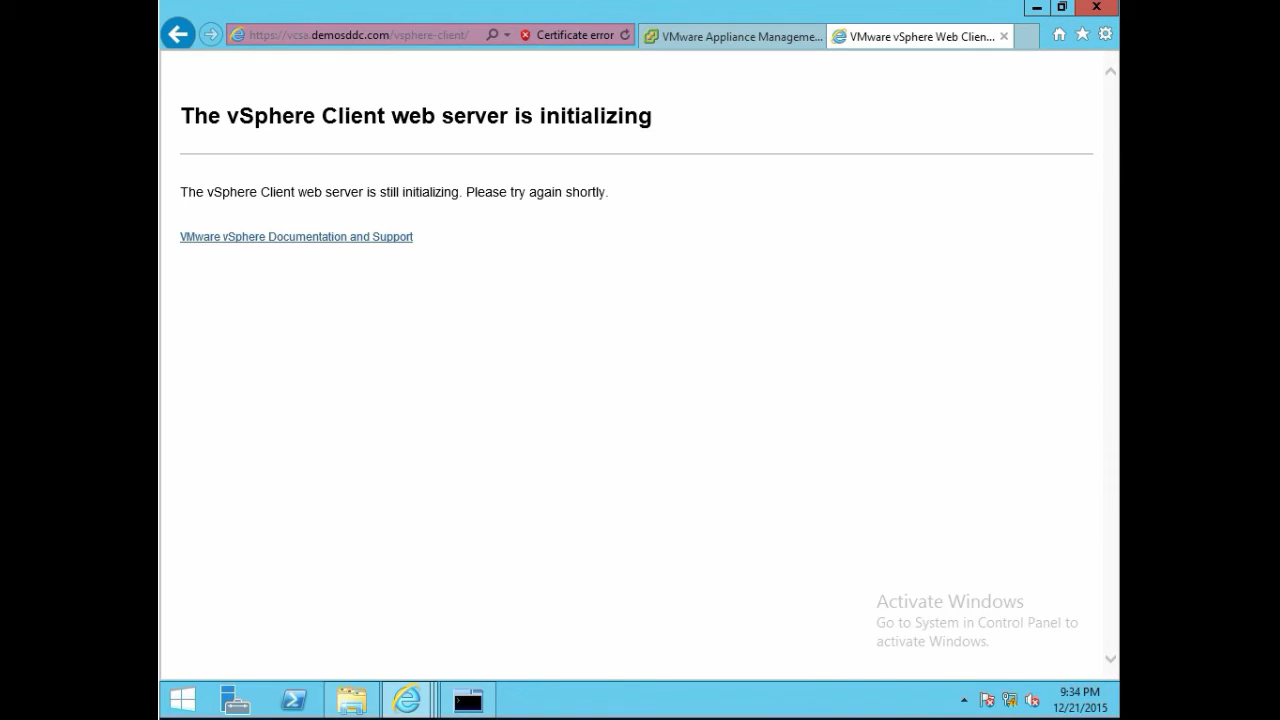 https://vcsa.demosddc.com/vsphere-client/
Certificate error
VMware Appliance Manageme...
VMware vSphere Web Clien...
The vSphere Client web server is initializing
The vSphere Client web server is still initializing. Please try again shortly.
VMware vSphere Documentation and Support
Activate Windows
Go to System in Control Panel to
activate Windows.
9:34 PM
12/21/2015